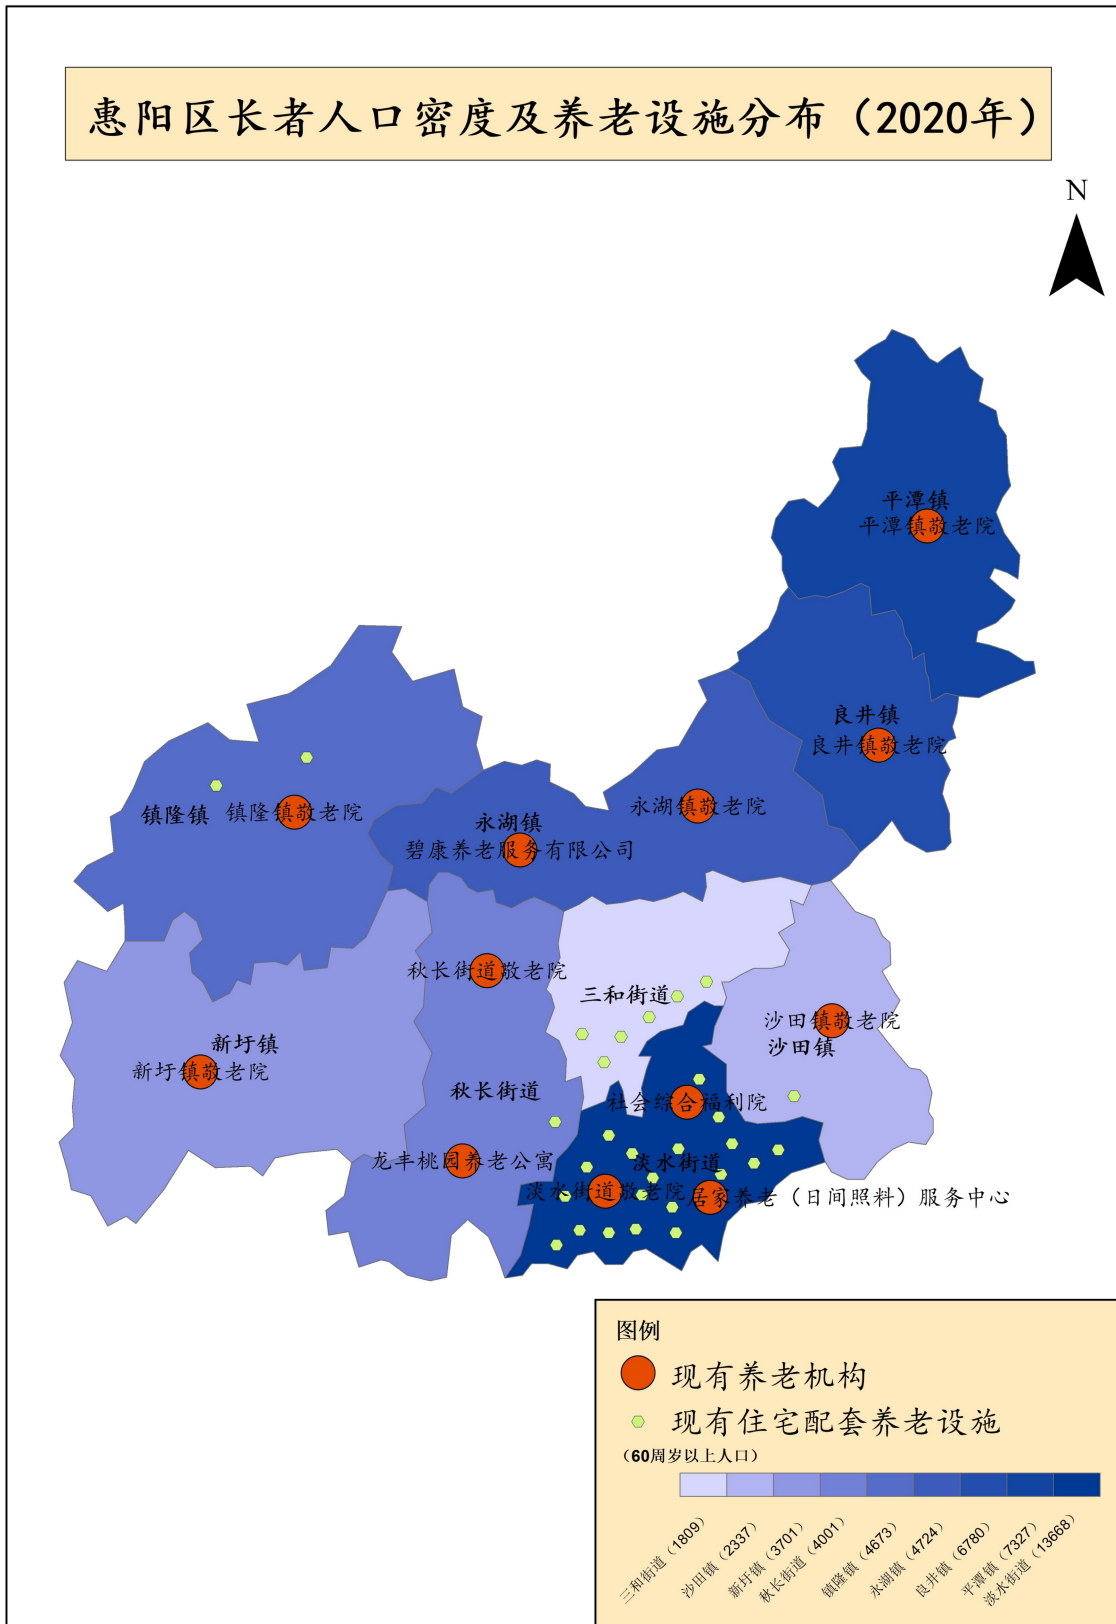 惠阳区长者人口密度及养老设施分布（2020年）
N
平潭镇
平潭镇敬老院
良井镇
良井镇敬老院
镇隆镇
镇隆镇敬老院
永湖镇敬老院
永湖镇
碧康养老服务有限公司
秋长街道敬老院
三和街道
沙田镇敬老院
沙田镇
新圩镇
新圩镇敬老院
秋长街道
社会综合福利院
龙丰桃园养老公寓
淡水街道
淡水街道敬老院
居家养老（日间照料）服务中心
图例
现有养老机构
现有住宅配套养老设施
（60周岁以上人口）
三和街道（1809）
沙田镇（2337）
新圩镇（3701）
秋长街道（4001）
镇隆镇（4673）
永湖镇（4724）
良井镇（6780）
平潭镇（7327）
淡水街道（13668）